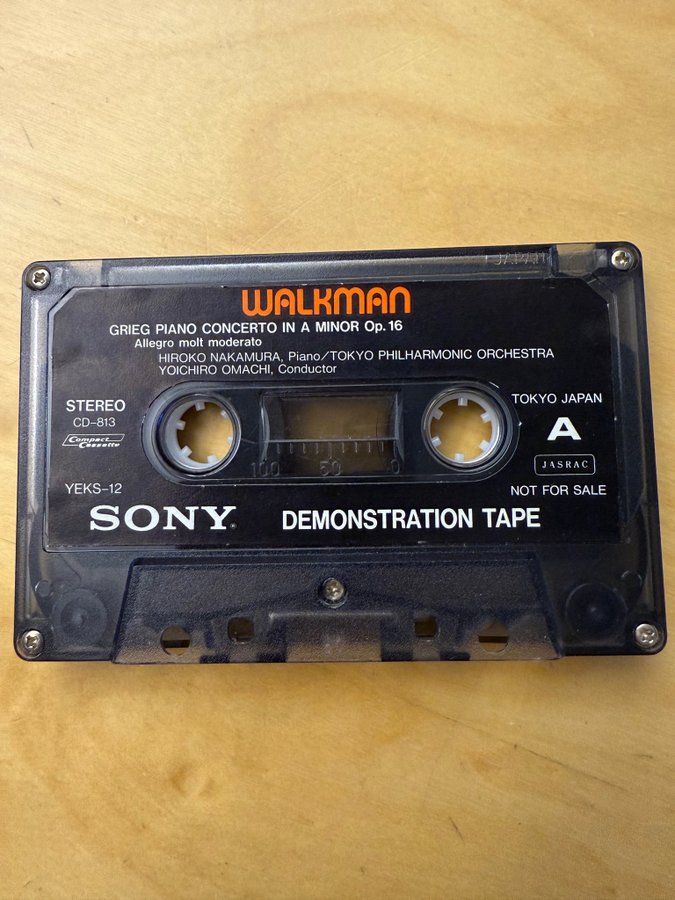 JAPAN
WALKMAN
GRIEG PIANO CONCERTO IN A MINOR Op.16
Allegro molt moderato
HIROKO NAKAMURA, Piano/TOKYO PHILHARMONIC ORCHESTRA
YOICHIRO OMACHI, Conductor
STEREO
CD-813
Compact Cassette
TOKYO JAPAN
A
JASRAC
100 50 0
YEKS-12
NOT FOR SALE
SONY
DEMONSTRATION TAPE